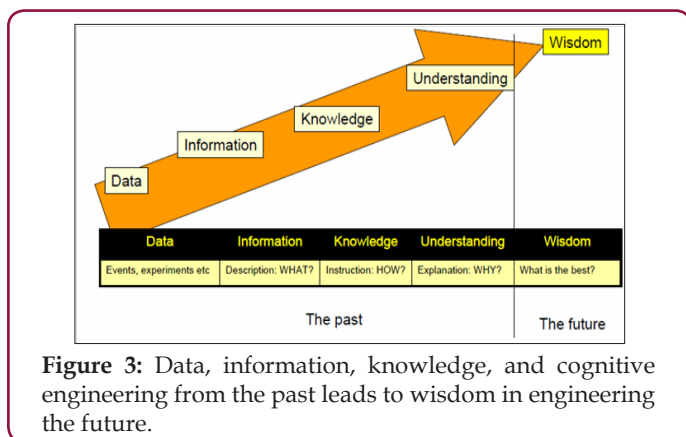 Wisdom
Understanding
Knowledge
Information
Data
Data Information Knowledge Understanding Wisdom
Events, experiments etc Description: WHAT? Instruction: HOW? Explanation: WHY? What is the best?
The past
The future
Figure 3: Data, information, knowledge, and cognitive
engineering from the past leads to wisdom in engineering
the future.